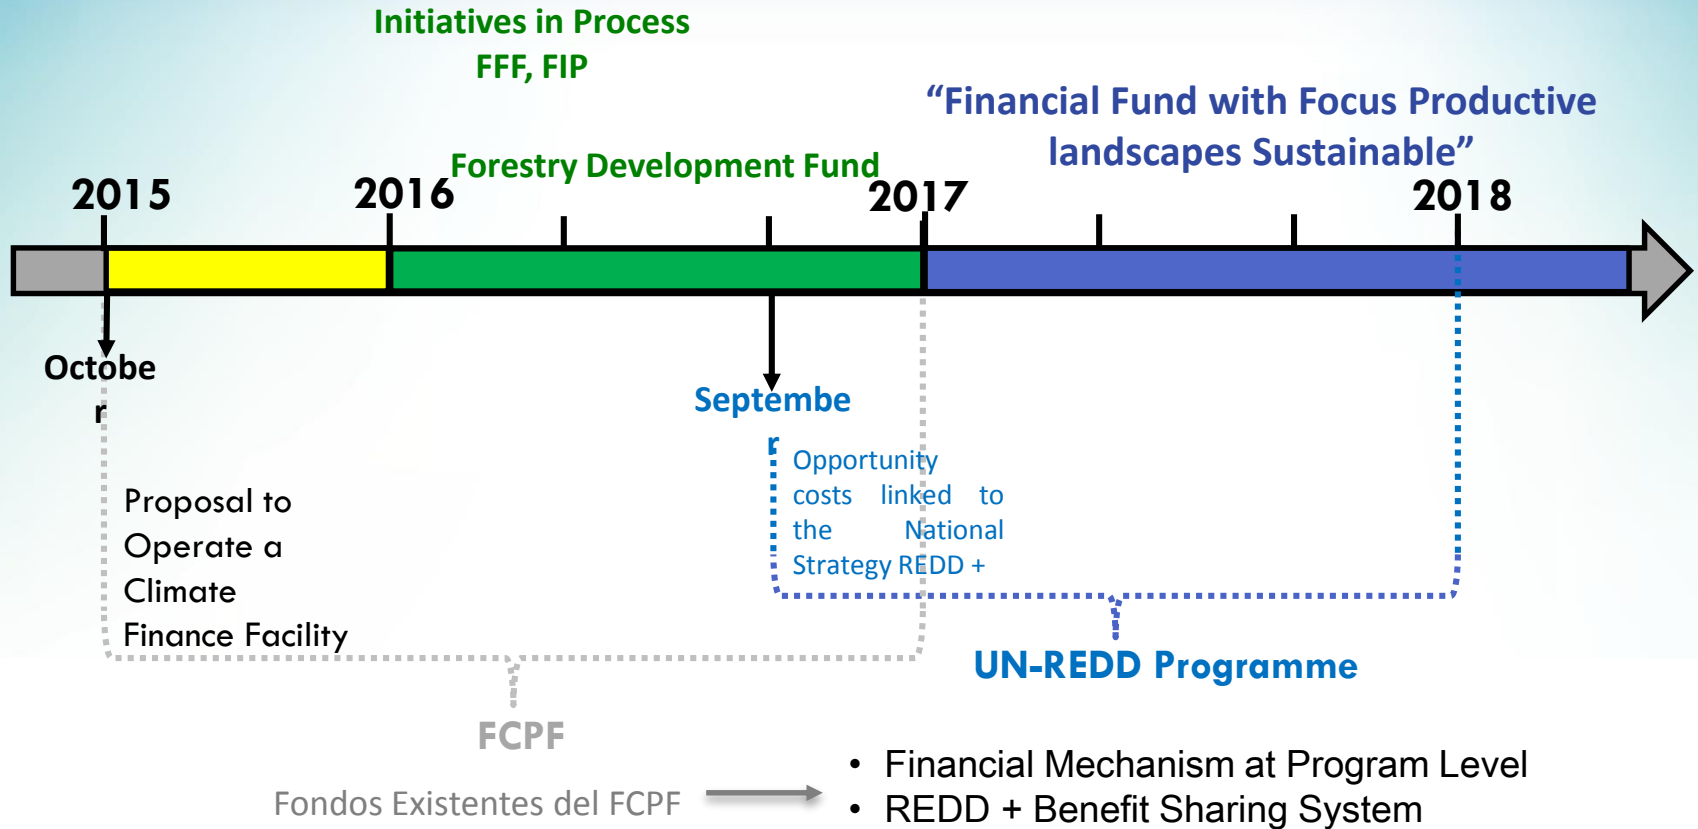 Initiatives in Process
FFF, FIP
“Financial Fund with Focus Productive
landscapes Sustainable”
Forestry Development Fund
2015
2016
2017
2018
Octobe
r
Septembe
r
Opportunity
costs linked to
the National
Strategy REDD +
Proposal to
Operate a
Climate
Finance Facility
UN-REDD Programme
FCPF
Fondos Existentes del FCPF
• Financial Mechanism at Program Level
• REDD + Benefit Sharing System